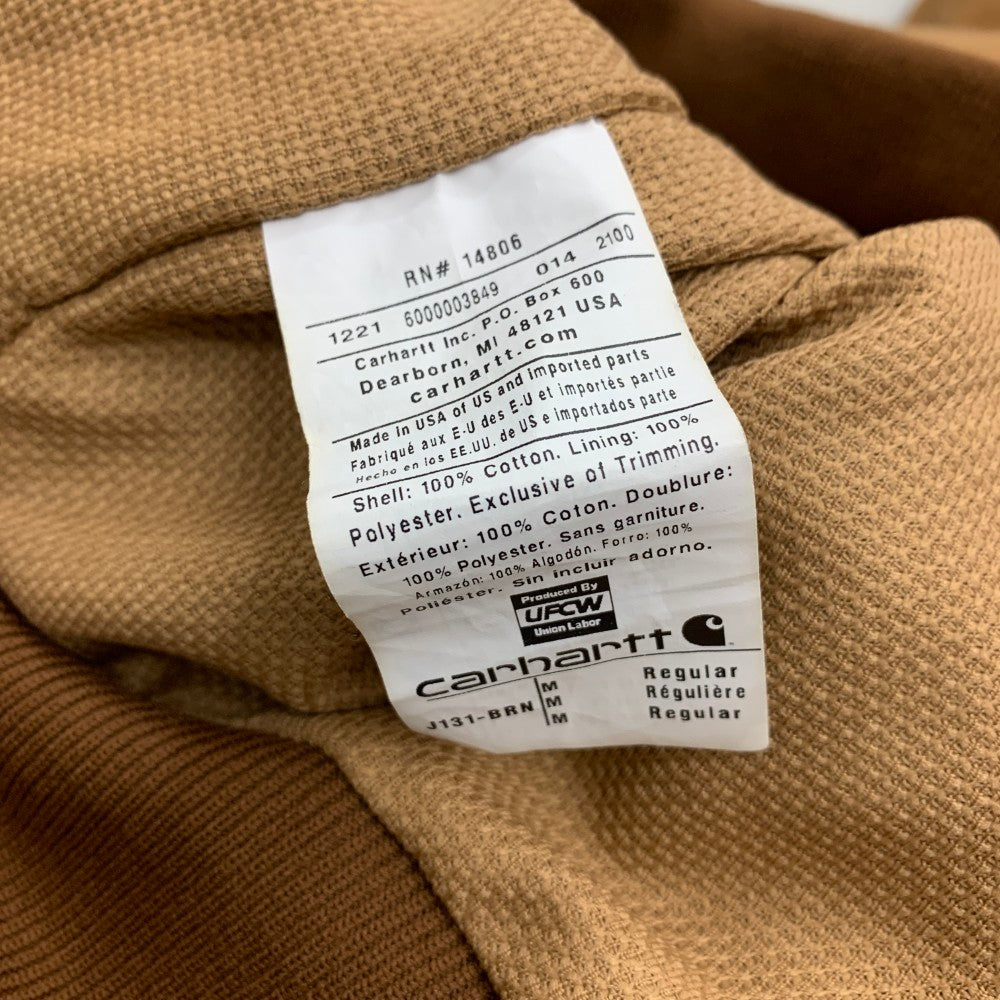 RN# 14806
1221 6000003849 014 2100
Carhartt Inc. P.O. Box 600
Dearborn, MI 48121 USA
carhartt.com
Made in USA of US and imported parts
Fabriqué aux E-U des E-U et importés partie
Hecho en los EE.UU. de US e importados parte
Shell: 100% Cotton. Lining: 100%
Polyester. Exclusive of Trimming.
Extérieur: 100% Coton. Doublure:
100% Polyester. Sans garniture.
Armazón: 100% Algodón. Forro: 100%
Poliéster. Sin incluir adorno.
Produced By
UFCW
Union Labor
carhartt
J131-BRN
M Regular
M Régulière
M Regular